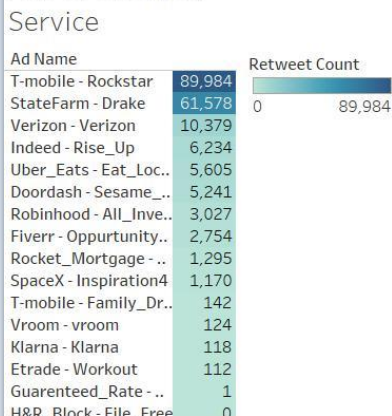 Service
Ad Name
Retweet Count
0 89,984
T-mobile - Rockstar 89,984
StateFarm - Drake 61,578
Verizon - Verizon 10,379
Indeed - Rise_Up 6,234
Uber_Eats - Eat_Loc.. 5,605
Doordash - Sesame_.. 5,241
Robinhood - All_Inve.. 3,027
Fiverr - Oppurtunity.. 2,754
Rocket_Mortgage - .. 1,295
SpaceX - Inspiration4 1,170
T-mobile - Family_Dr.. 142
Vroom - vroom 124
Klarna - Klarna 118
Etrade - Workout 112
Guarenteed_Rate - .. 1
H&R_Block - File_Free 0